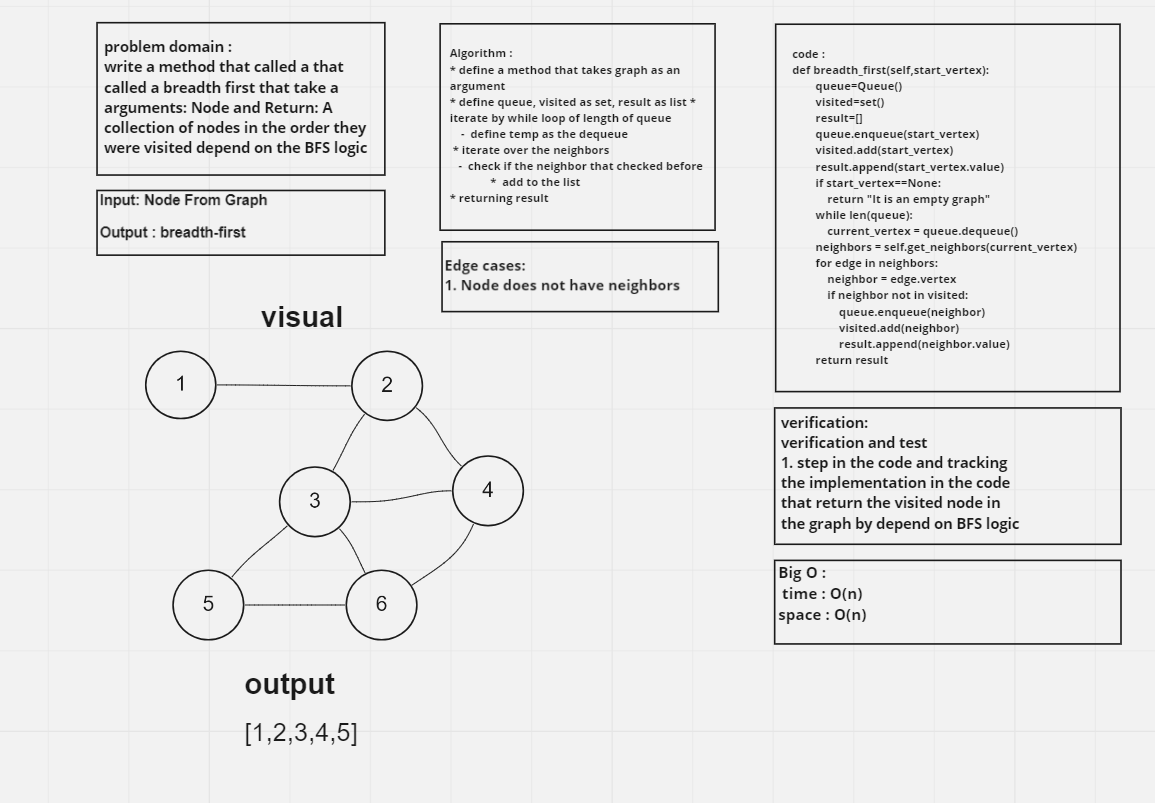 problem domain :
write a method that called a that
called a breadth first that take a
arguments: Node and Return: A
collection of nodes in the order they
were visited depend on the BFS logic
Input: Node From Graph
Output : breadth-first
Algorithm :
* define a method that takes graph as an
argument
* define queue, visited as set, result as list *
iterate by while loop of length of queue
- define temp as the dequeue
* iterate over the neighbors
- check if the neighbor that checked before
* add to the list
* returning result
Edge cases:
1. Node does not have neighbors
code :
def breadth_first(self,start_vertex):
queue=Queue()
visited=set()
result=[]
queue.enqueue(start_vertex)
visited.add(start_vertex)
result.append(start_vertex.value)
if start_vertex==None:
return "It is an empty graph"
while len(queue):
current_vertex = queue.dequeue()
neighbors = self.get_neighbors(current_vertex)
for edge in neighbors:
neighbor = edge.vertex
if neighbor not in visited:
queue.enqueue(neighbor)
visited.add(neighbor)
result.append(neighbor.value)
return result
verification:
verification and test
1. step in the code and tracking
the implementation in the code
that return the visited node in
the graph by depend on BFS logic
Big O :
time : O(n)
space : O(n)
visual
1
2
3
4
5
6
output
[1,2,3,4,5]